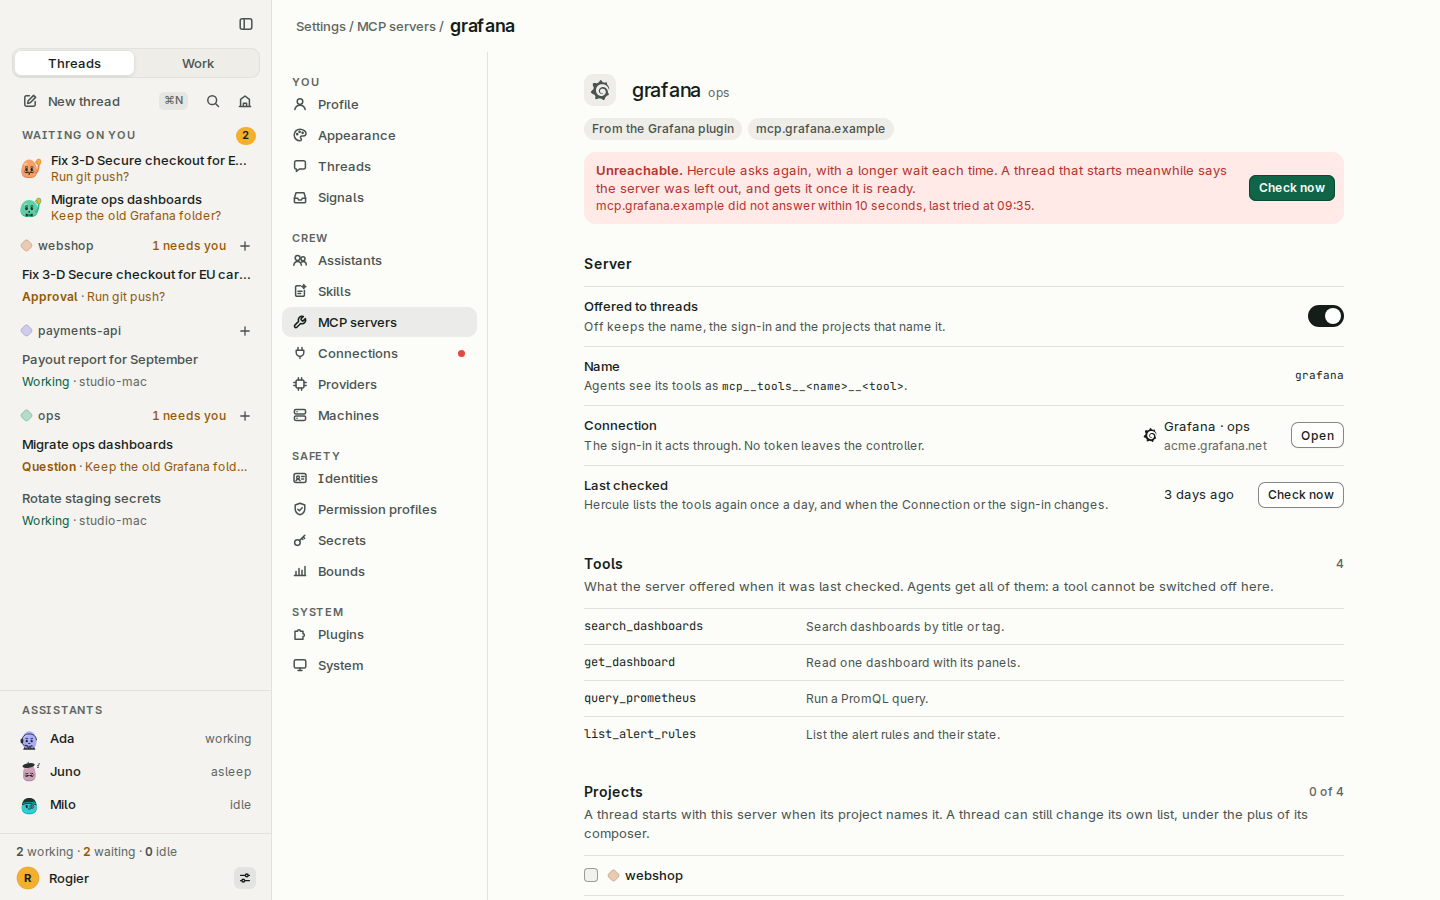 Threads
Work
New thread
⌘N
WAITING ON YOU
2
Fix 3-D Secure checkout for E...
Run git push?
Migrate ops dashboards
Keep the old Grafana folder?
webshop
1 needs you
Fix 3-D Secure checkout for EU car...
Approval · Run git push?
payments-api
Payout report for September
Working · studio-mac
ops
1 needs you
Migrate ops dashboards
Question · Keep the old Grafana fold...
Rotate staging secrets
Working · studio-mac
ASSISTANTS
Ada
working
Juno
asleep
Milo
idle
2 working · 2 waiting · 0 idle
R
Rogier
Settings / MCP servers / grafana
YOU
Profile
Appearance
Threads
Signals
CREW
Assistants
Skills
MCP servers
Connections
Providers
Machines
SAFETY
Identities
Permission profiles
Secrets
Bounds
SYSTEM
Plugins
System
grafana ops
From the Grafana plugin
mcp.grafana.example
Unreachable. Hercule asks again, with a longer wait each time. A thread that starts meanwhile says
the server was left out, and gets it once it is ready.
mcp.grafana.example did not answer within 10 seconds, last tried at 09:35.
Check now
Server
Offered to threads
Off keeps the name, the sign-in and the projects that name it.
Name
Agents see its tools as mcp__tools__<name>__<tool>.
grafana
Connection
The sign-in it acts through. No token leaves the controller.
Grafana · ops
acme.grafana.net
Open
Last checked
Hercule lists the tools again once a day, and when the Connection or the sign-in changes.
3 days ago
Check now
Tools
4
What the server offered when it was last checked. Agents get all of them: a tool cannot be switched off here.
search_dashboards
Search dashboards by title or tag.
get_dashboard
Read one dashboard with its panels.
query_prometheus
Run a PromQL query.
list_alert_rules
List the alert rules and their state.
Projects
0 of 4
A thread starts with this server when its project names it. A thread can still change its own list, under the plus of its
composer.
webshop